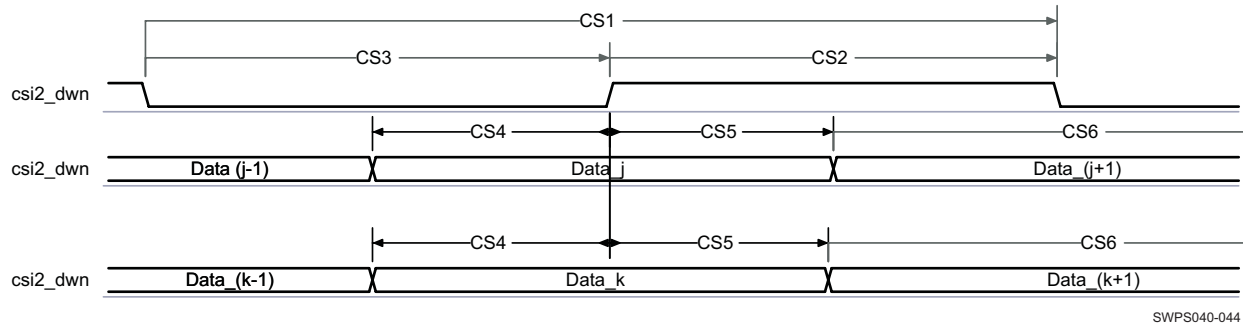 CS1
CS3 CS2
csi2_dwn
CS4 CS5 CS6
csi2_dwn Data (j-1) Data_j Data_(j+1)
CS4 CS5 CS6
csi2_dwn Data_(k-1) Data_k Data_(k+1)
SWPS040-044